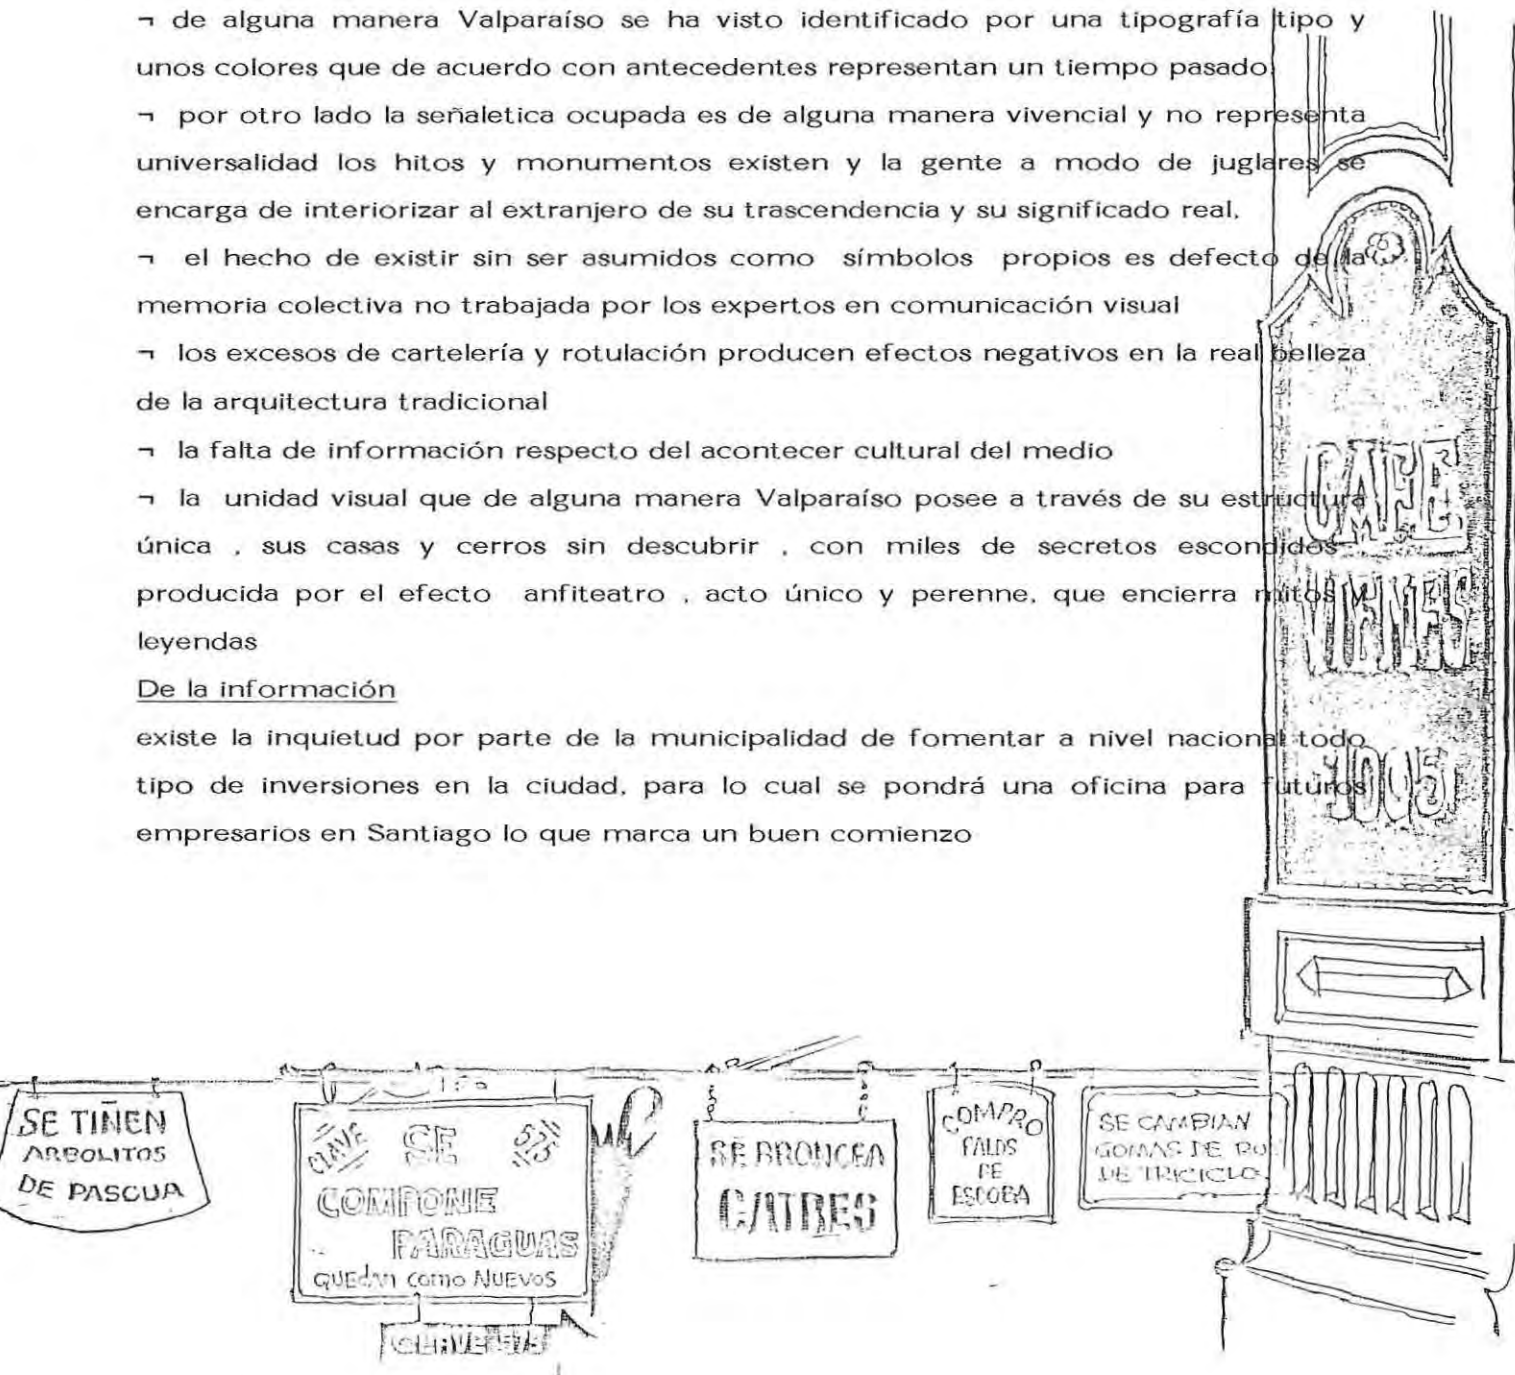 ¬ de alguna manera Valparaíso se ha visto identificado por una tipografía tipo y
unos colores que de acuerdo con antecedentes representan un tiempo pasado
¬ por otro lado la señaletica ocupada es de alguna manera vivencial y no representa
universalidad los hitos y monumentos existen y la gente a modo de juglares se
encarga de interiorizar al extranjero de su trascendencia y su significado real.
¬ el hecho de existir sin ser asumidos como símbolos propios es defecto de la
memoria colectiva no trabajada por los expertos en comunicación visual
¬ los excesos de cartelería y rotulación producen efectos negativos en la real belleza
de la arquitectura tradicional
¬ la falta de información respecto del acontecer cultural del medio
¬ la unidad visual que de alguna manera Valparaíso posee a través de su estructura
única , sus casas y cerros sin descubrir , con miles de secretos escondidos
producida por el efecto anfiteatro , acto único y perenne, que encierra mitos y
leyendas
De la información
existe la inquietud por parte de la municipalidad de fomentar a nivel nacional todo
tipo de inversiones en la ciudad, para lo cual se pondrá una oficina para futuros
empresarios en Santiago lo que marca un buen comienzo
CAFE
VIENES
SE TIÑEN
ARBOLITOS
DE PASCUA
CLAVE SE 575
COMPONE
PARAGUAS
QUEdan como NUEVOS
CLAVE 575
SE BRONCEA
CATRES
COMPRO
PALOS
DE
ESCOBA
SE CAMBIAN
GOMAS DE
DE TRICICLO